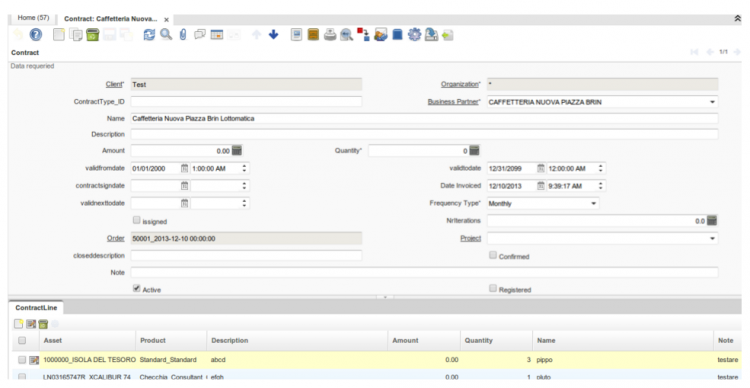 Home (57) Contract: Caffetteria Nuova... x
Contract 1/1
Data requeried
Client* Test Organization* *
ContractType_ID Business Partner* CAFFETTERIA NUOVA PIAZZA BRIN
Name Caffetteria Nuova Piazza Brin Lottomatica
Description
Amount 0.00 Quantity* 0
validfromdate 01/01/2000 1:00:00 AM validtodate 12/31/2099 12:00:00 AM
contractsigndate Date Invoiced 12/10/2013 9:39:17 AM
validnexttodate Frequency Type* Monthly
issigned NrIterations 0.0
Order 50001_2013-12-10 00:00:00 Project
closeddescription Confirmed
Note
Active Registered
ContractLine
Asset Product Description Amount Quantity Name Note
1000000_ISOLA DEL TESORO Standard_Standard abcd 0.00 3 pippo testare
LN03165747R_XCALIBUR 74 Checchia_Consultant efgh 0.00 1 pluto testare